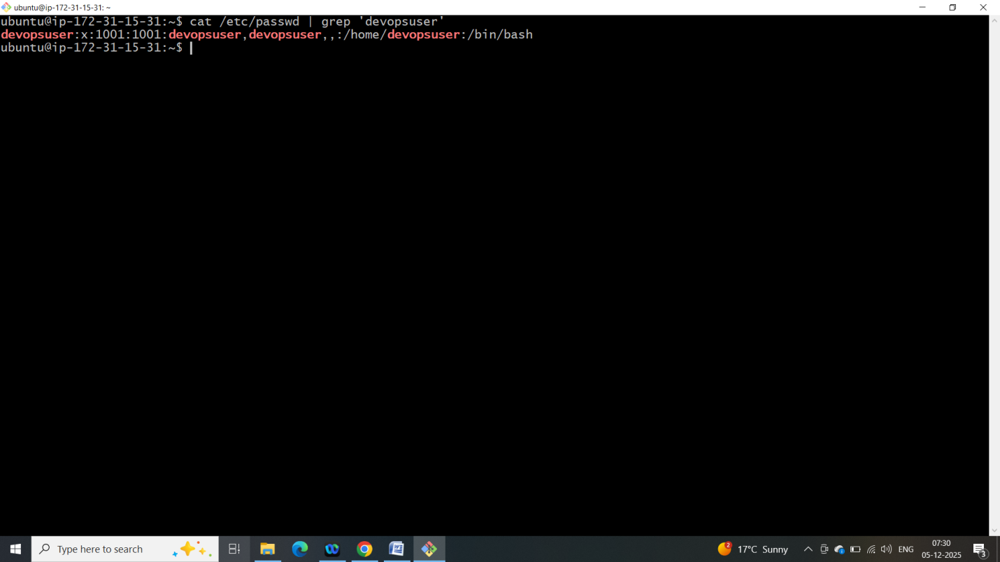 ubuntu@ip-172-31-15-31: ~
ubuntu@ip-172-31-15-31:~$ cat /etc/passwd | grep 'devopsuser'
devopsuser:x:1001:1001:devopsuser,devopsuser,,:/home/devopsuser:/bin/bash
ubuntu@ip-172-31-15-31:~$
Type here to search
2
17°C Sunny
ENG
07:30
05-12-2025
3